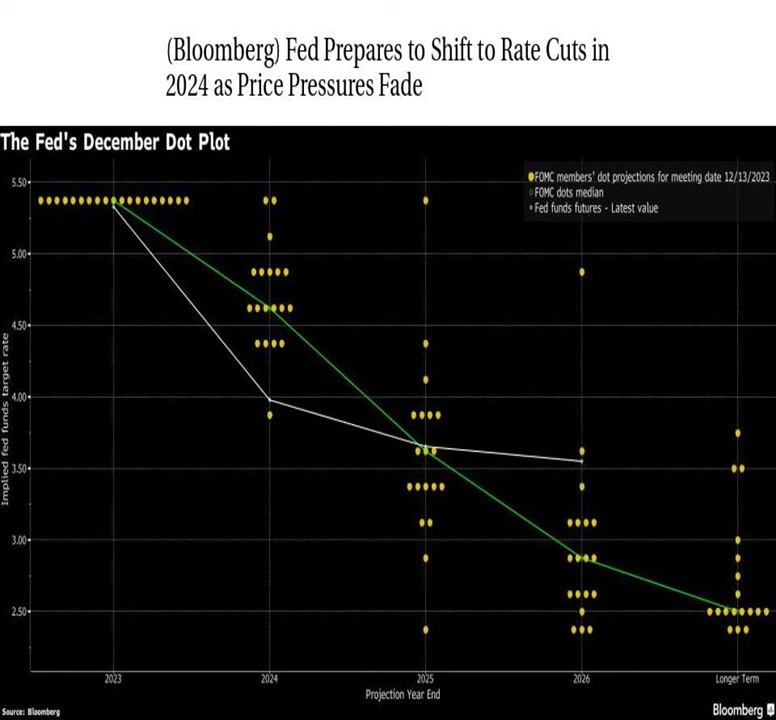 (Bloomberg) Fed Prepares to Shift to Rate Cuts in
2024 as Price Pressures Fade
The Fed's December Dot Plot
FOMC members' dot projections for meeting date 12/13/2023
FOMC dots median
Fed funds futures - Latest value
Implied fed funds target rate
5.50
5.00
4.50
4.00
3.50
3.00
2.50
2023 2024 2025 2026 Longer Term
Projection Year End
Source: Bloomberg
Bloomberg